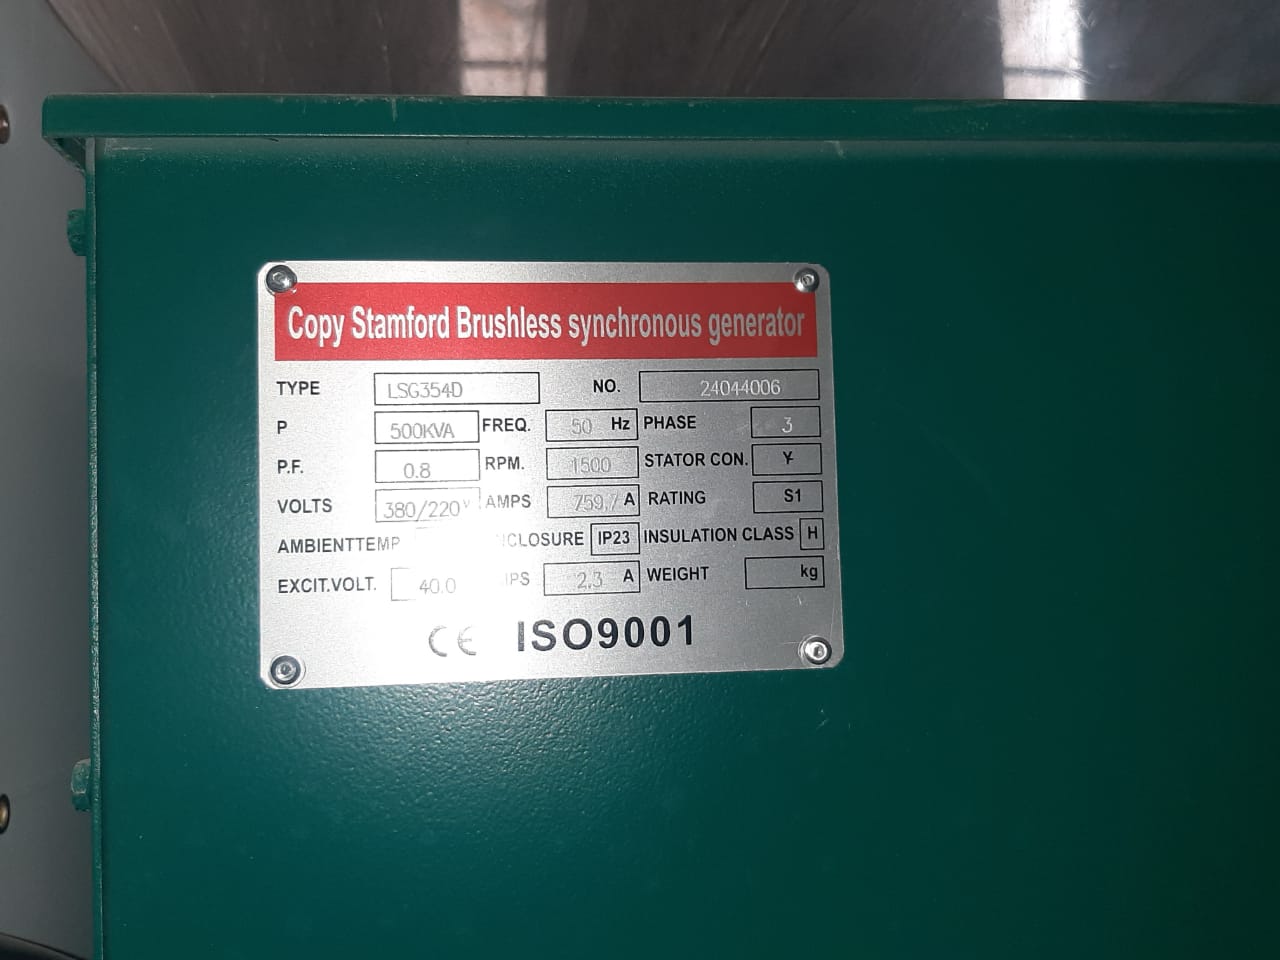 Copy Stamford Brushless synchronous generator
TYPE LSG354D NO. 24044006
P 500KVA FREQ. 50 Hz PHASE 3
P.F. 0.8 RPM. 1500 STATOR CON. Y
VOLTS 380/220V AMPS 759.7 A RATING S1
AMBIENTTEMP IP23 INSULATION CLASS H
EXCIT.VOLT. 40.0 2.3 A WEIGHT kg
CE ISO9001